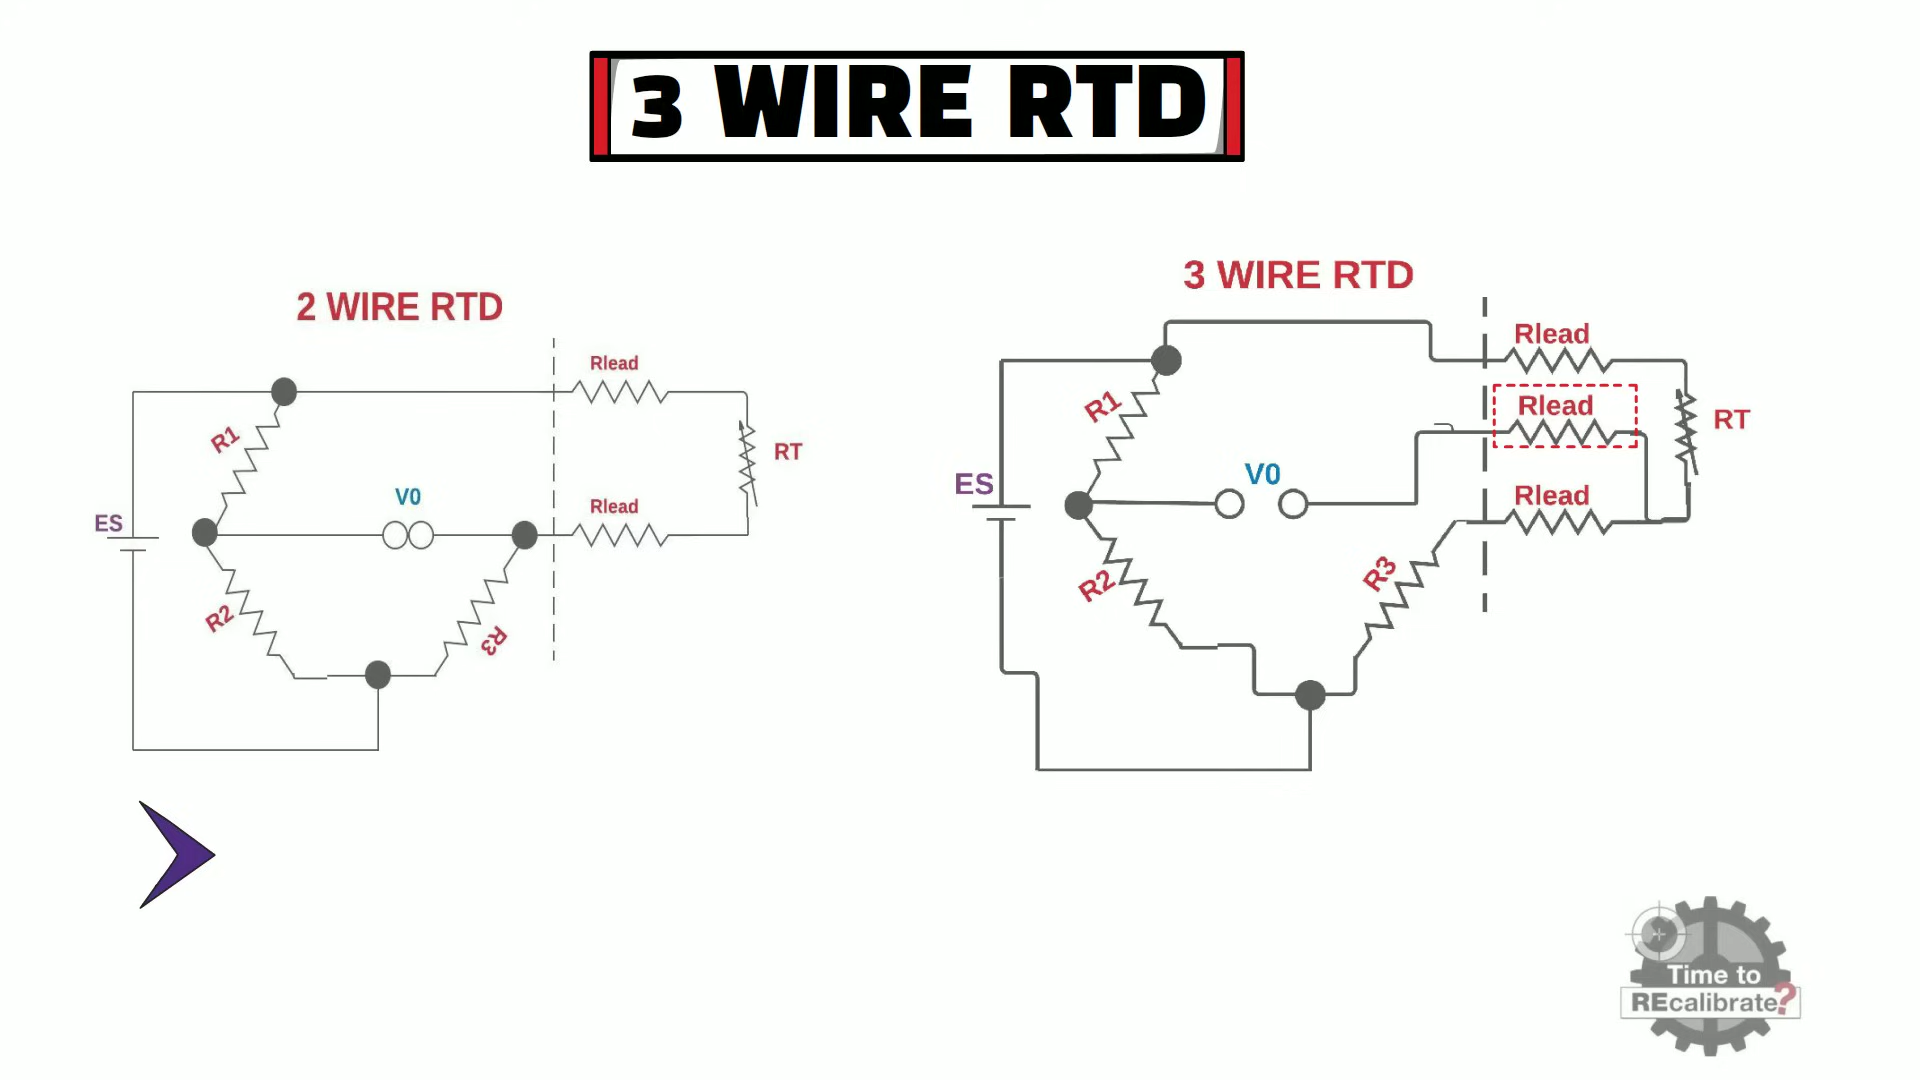 3 WIRE RTD
2 WIRE RTD
Rlead
R1
RT
V0
Rlead
ES
R2
R3
3 WIRE RTD
Rlead
R1
Rlead
RT
V0
ES
Rlead
R2
R3
Time to
REcalibrate?